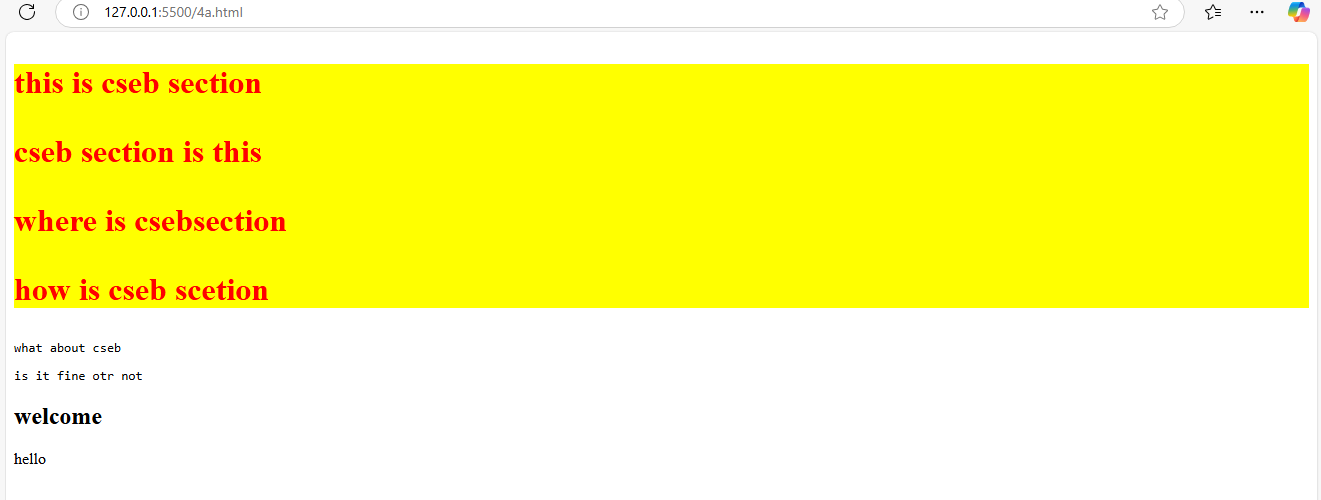 127.0.0.1:5500/4a.html
this is cseb section
cseb section is this
where is csebsection
how is cseb scetion
what about cseb
is it fine otr not
welcome
hello